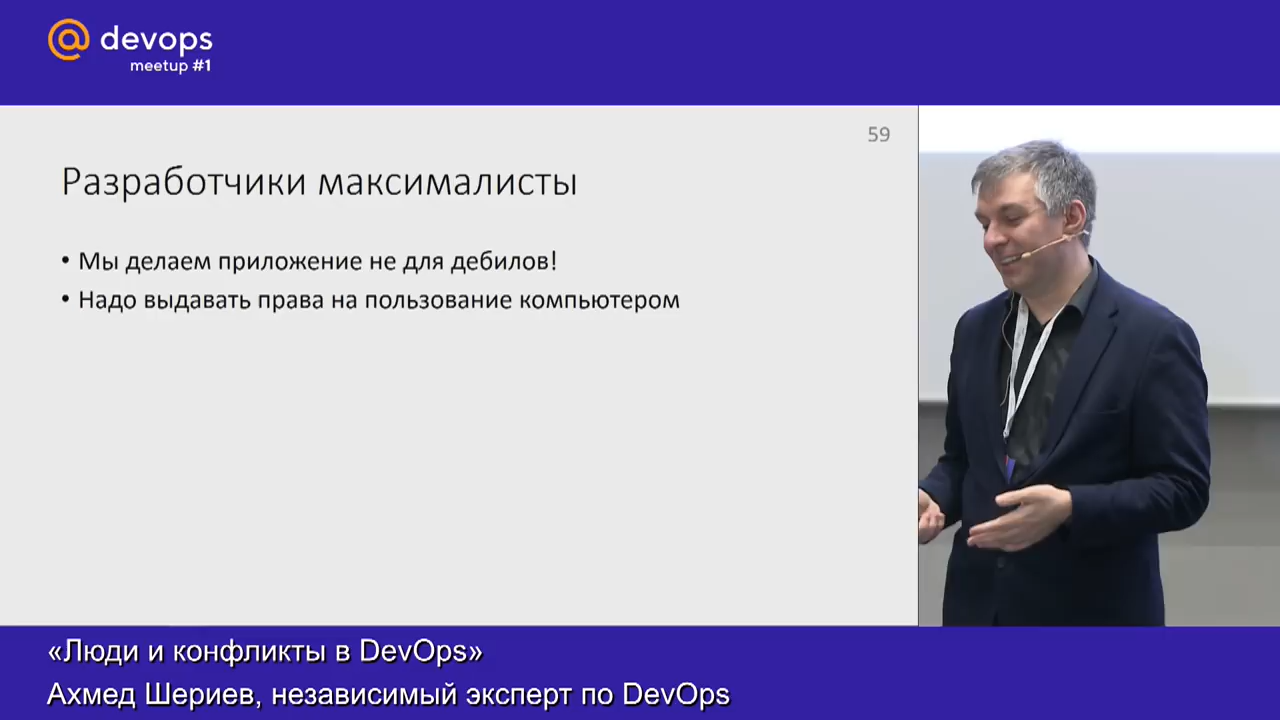 devops
meetup #1
59
Разработчики максималисты
• Мы делаем приложение не для дебилов!
• Надо выдавать права на пользование компьютером
«Люди и конфликты в DevOps»
Ахмед Шериев, независимый эксперт по DevOps